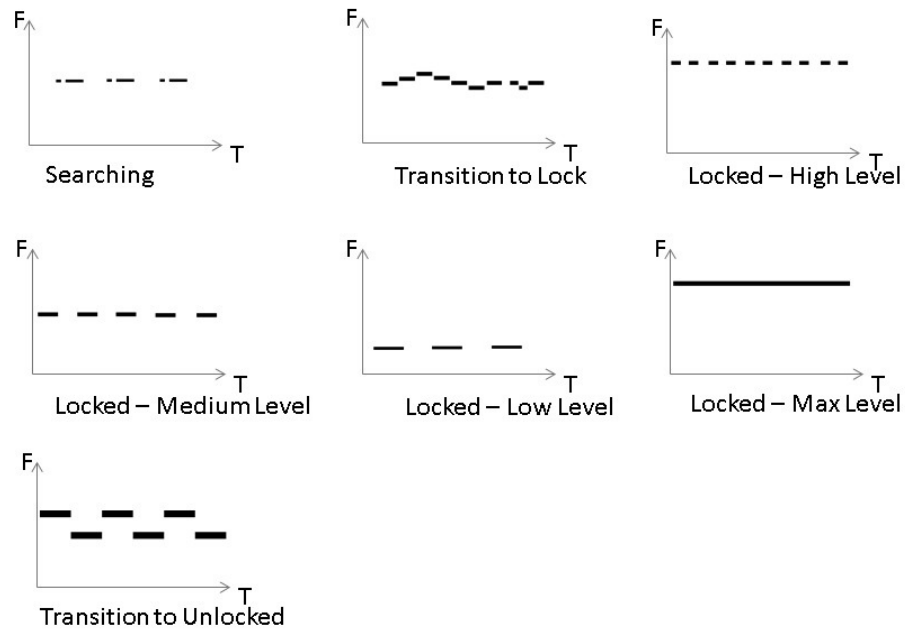 F
F
F
T
T
T
Searching
Transition to Lock
Locked – High Level
F
F
F
T
T
T
Locked – Medium Level
Locked – Low Level
Locked – Max Level
F
T
Transition to Unlocked